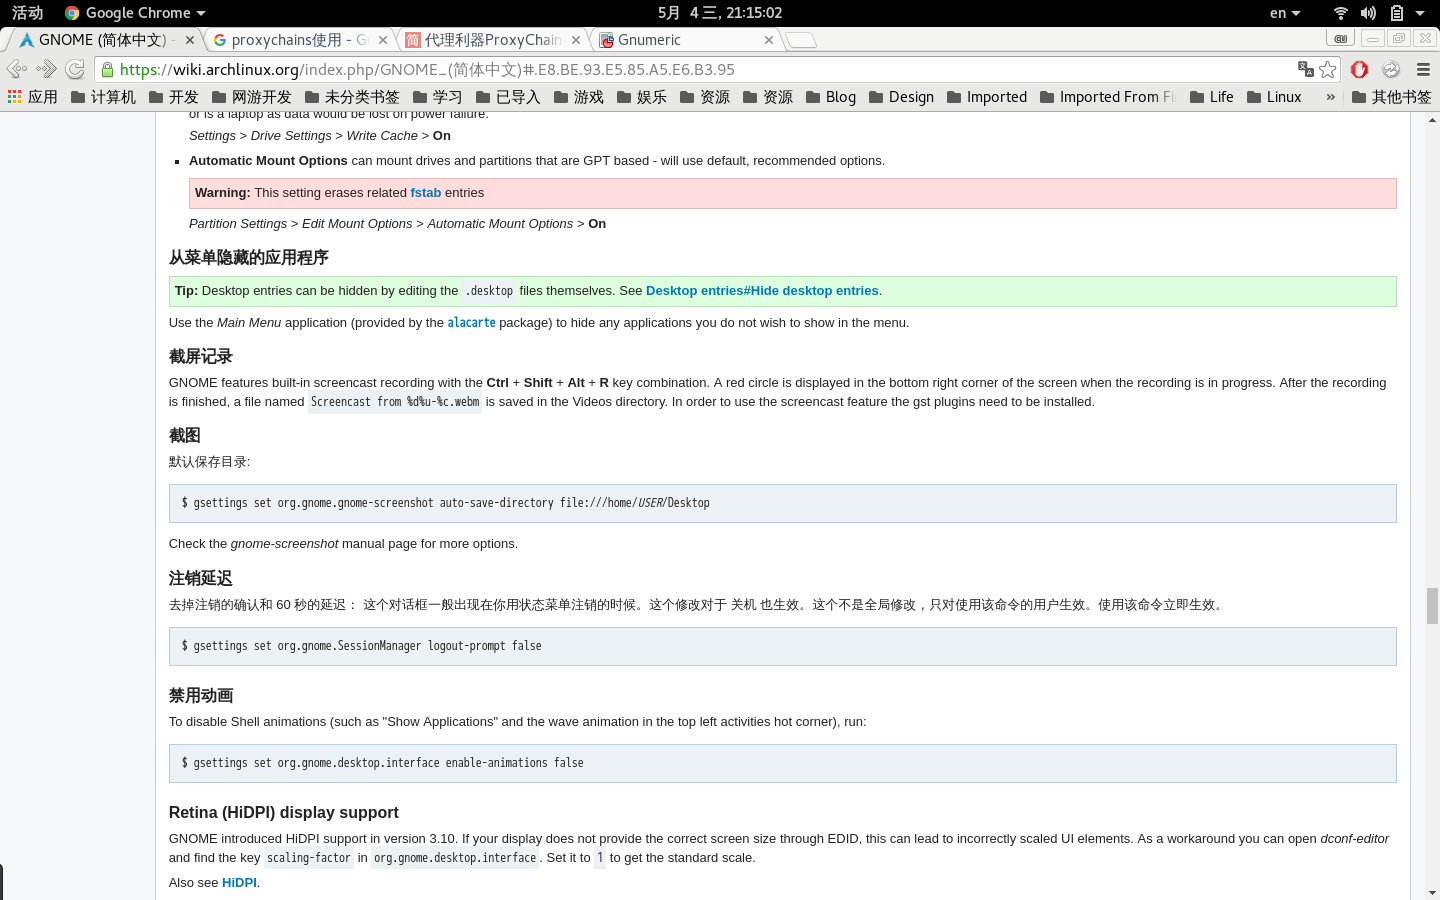 活动 Google Chrome 5月 4 三, 21:15:02 en
GNOME (简体中文) - proxychains使用 - G 代理利器ProxyChain Gnumeric cu
https://wiki.archlinux.org/index.php/GNOME_(简体中文)#.E8.BE.93.E5.85.A5.E6.B3.95
应用 计算机 开发 网游开发 未分类书签 学习 已导入 游戏 娱乐 资源 资源 Blog Design Imported Imported From Fi Life Linux » 其他书签
or is a laptop as data would be lost on power failure.
Settings > Drive Settings > Write Cache > On
Automatic Mount Options can mount drives and partitions that are GPT based - will use default, recommended options.
Warning: This setting erases related fstab entries
Partition Settings > Edit Mount Options > Automatic Mount Options > On
从菜单隐藏的应用程序
Tip: Desktop entries can be hidden by editing the .desktop files themselves. See Desktop entries#Hide desktop entries.
Use the Main Menu application (provided by the alacarte package) to hide any applications you do not wish to show in the menu.
截屏记录
GNOME features built-in screencast recording with the Ctrl + Shift + Alt + R key combination. A red circle is displayed in the bottom right corner of the screen when the recording is in progress. After the recording
is finished, a file named Screencast from %d%u-%c.webm is saved in the Videos directory. In order to use the screencast feature the gst plugins need to be installed.
截图
默认保存目录:
$ gsettings set org.gnome.gnome-screenshot auto-save-directory file:///home/USER/Desktop
Check the gnome-screenshot manual page for more options.
注销延迟
去掉注销的确认和 60 秒的延迟： 这个对话框一般出现在你用状态菜单注销的时候。这个修改对于 关机 也生效。这个不是全局修改，只对使用该命令的用户生效。使用该命令立即生效。
$ gsettings set org.gnome.SessionManager logout-prompt false
禁用动画
To disable Shell animations (such as "Show Applications" and the wave animation in the top left activities hot corner), run:
$ gsettings set org.gnome.desktop.interface enable-animations false
Retina (HiDPI) display support
GNOME introduced HiDPI support in version 3.10. If your display does not provide the correct screen size through EDID, this can lead to incorrectly scaled UI elements. As a workaround you can open dconf-editor
and find the key scaling-factor in org.gnome.desktop.interface. Set it to 1 to get the standard scale.
Also see HiDPI.